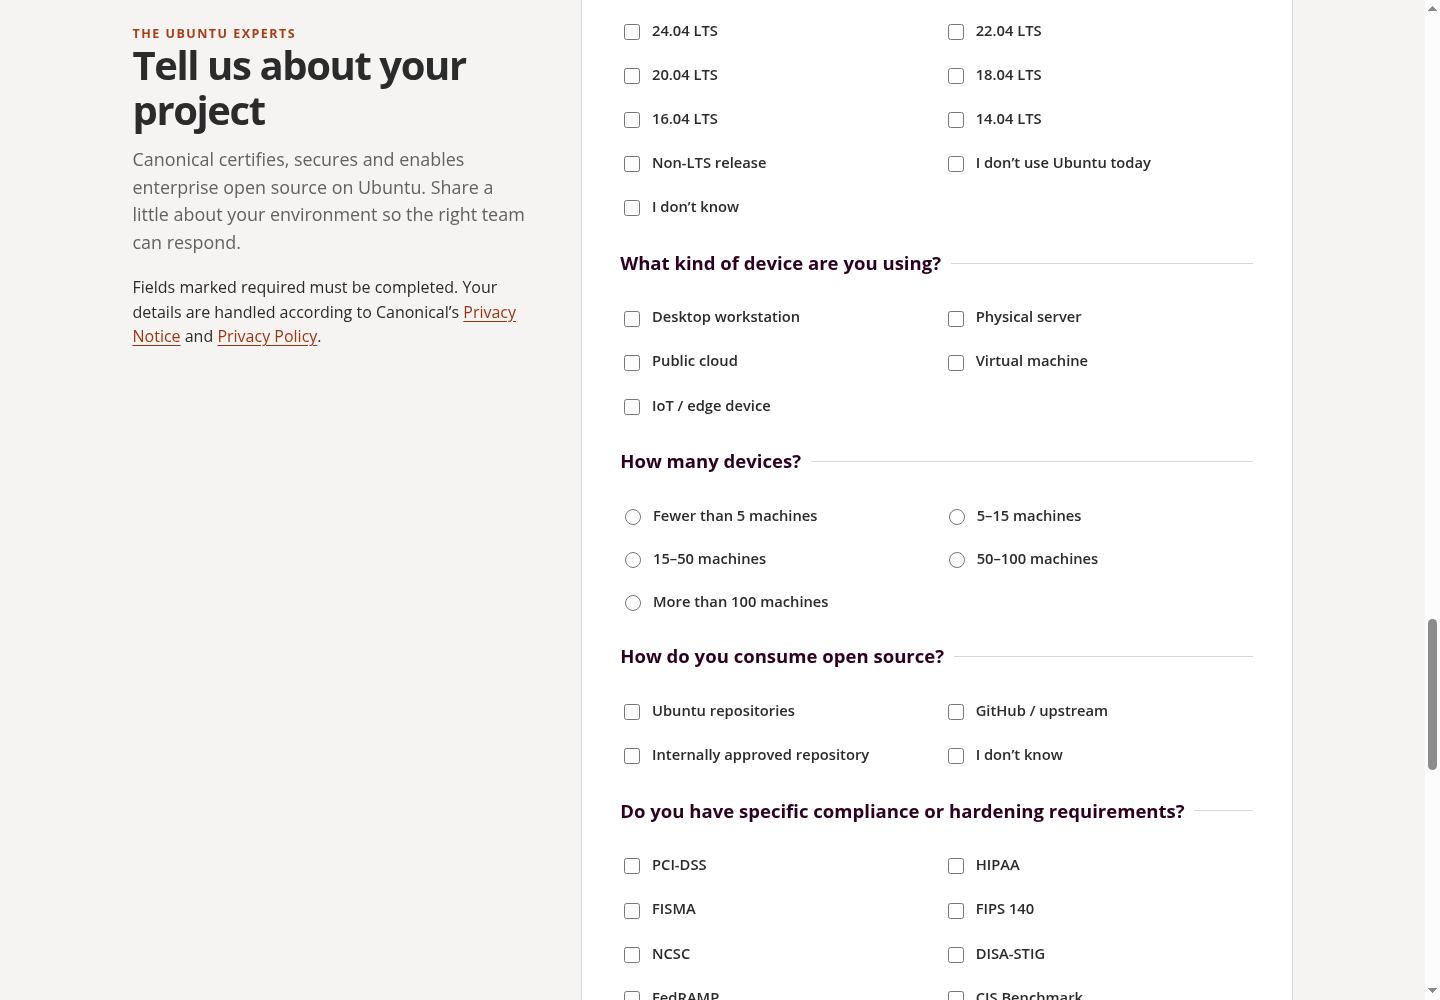 THE UBUNTU EXPERTS
Tell us about your
project
Canonical certifies, secures and enables
enterprise open source on Ubuntu. Share a
little about your environment so the right team
can respond.
Fields marked required must be completed. Your
details are handled according to Canonical’s Privacy
Notice and Privacy Policy.
24.04 LTS
22.04 LTS
20.04 LTS
18.04 LTS
16.04 LTS
14.04 LTS
Non-LTS release
I don’t use Ubuntu today
I don’t know
What kind of device are you using?
Desktop workstation
Physical server
Public cloud
Virtual machine
IoT / edge device
How many devices?
Fewer than 5 machines
5–15 machines
15–50 machines
50–100 machines
More than 100 machines
How do you consume open source?
Ubuntu repositories
GitHub / upstream
Internally approved repository
I don’t know
Do you have specific compliance or hardening requirements?
PCI-DSS
HIPAA
FISMA
FIPS 140
NCSC
DISA-STIG
FedRAMP
CIS Benchmark